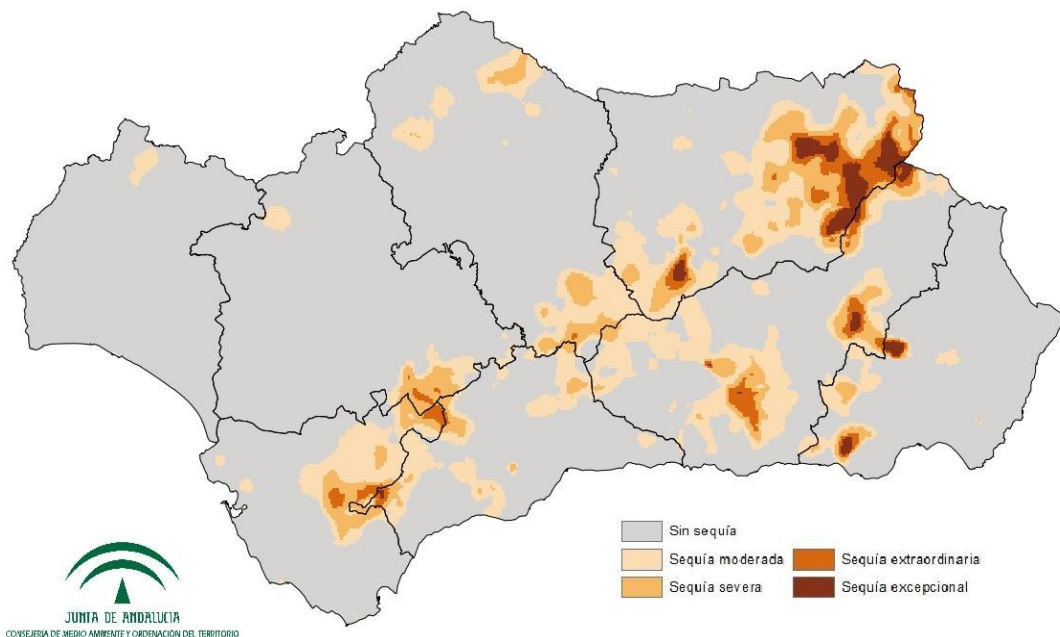 Sin sequía
Sequía moderada
Sequía severa
Sequía extraordinaria
Sequía excepcional
JUNTA DE ANDALUCIA
CONSEJERIA DE MEDIO AMBIENTE Y ORDENACIÓN DEL TERRITORIO